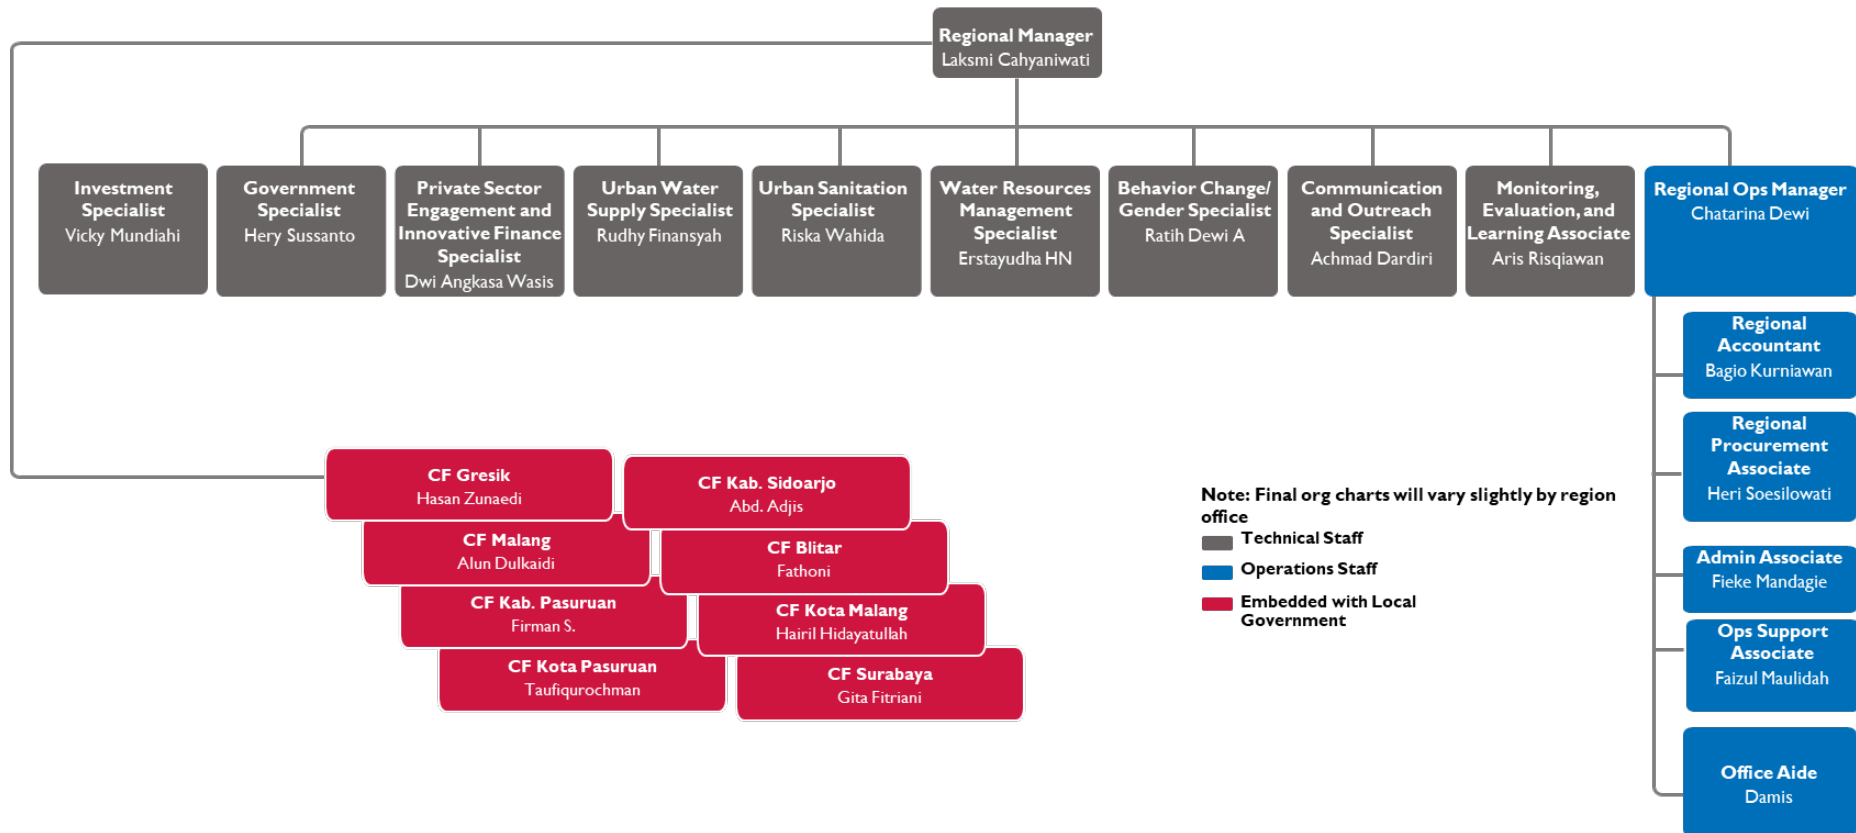 Regional Manager
Laksmi Cahyaniwati
Investment
Specialist
Vicky Mundiahi
Government
Specialist
Hery Sussanto
Private Sector
Engagement and
Innovative Finance
Specialist
Dwi Angkasa Wasis
Urban Water
Supply Specialist
Rudhy Finansyah
Urban Sanitation
Specialist
Riska Wahida
Water Resources
Management
Specialist
Erstayudha HN
Behavior Change/
Gender Specialist
Ratih Dewi A
Communication
and Outreach
Specialist
Achmad Dardiri
Monitoring,
Evaluation, and
Learning Associate
Aris Risqiawan
Regional Ops Manager
Chatarina Dewi
Regional
Accountant
Bagio Kurniawan
Regional
Procurement
Associate
Heri Soesilowati
Admin Associate
Fieke Mandagie
Ops Support
Associate
Faizul Maulidah
Office Aide
Damis
CF Gresik
Hasan Zunaedi
CF Malang
Alun Dulkaidi
CF Kab. Pasuruan
Firman S.
CF Kota Pasuruan
Taufiqurochman
CF Kab. Sidoarjo
Abd. Adjis
CF Blitar
Fathoni
CF Kota Malang
Hairil Hidayatullah
CF Surabaya
Gita Fitriani
Note: Final org charts will vary slightly by region
office
Technical Staff
Operations Staff
Embedded with Local
Government